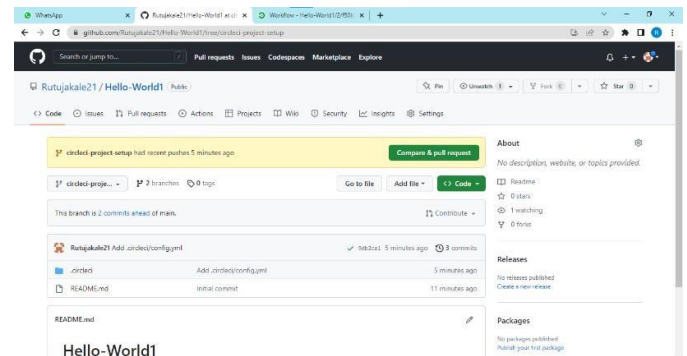 WhatsApp
Rutujakale21/Hello-World1 at cir
Workflow - Hello-World1/2/f93
github.com/Rutujakale21/Hello-World1/tree/circleci-project-setup
Search or jump to...
/
Pull requests Issues Codespaces Marketplace Explore
Rutujakale21 / Hello-World1 Public
Pin
Unwatch 1
Fork 0
Star 0
Code
Issues
Pull requests
Actions
Projects
Wiki
Security
Insights
Settings
circleci-project-setup had recent pushes 5 minutes ago
Compare & pull request
circleci-proje...
2 branches
0 tags
Go to file
Add file
Code
This branch is 2 commits ahead of main.
Contribute
Rutujakale21 Add .circleci/config.yml
5 minutes ago
3 commits
.circleci
Add .circleci/config.yml
5 minutes ago
README.md
Initial commit
11 minutes ago
README.md
Hello-World1
About
No description, website, or topics provided.
Readme
0 stars
1 watching
0 forks
Releases
No releases published
Create a new release
Packages
No packages published
Publish your first package